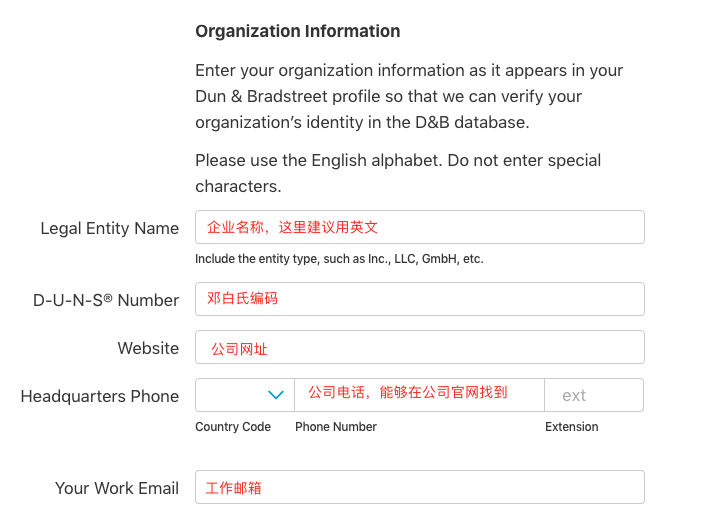 Organization Information
Enter your organization information as it appears in your
Dun & Bradstreet profile so that we can verify your
organization’s identity in the D&B database.
Please use the English alphabet. Do not enter special
characters.
Legal Entity Name 企业名称，这里建议用英文
Include the entity type, such as Inc., LLC, GmbH, etc.
D-U-N-S® Number 邓白氏编码
Website 公司网址
Headquarters Phone 公司电话，能够在公司官网找到 ext
Country Code Phone Number Extension
Your Work Email 工作邮箱